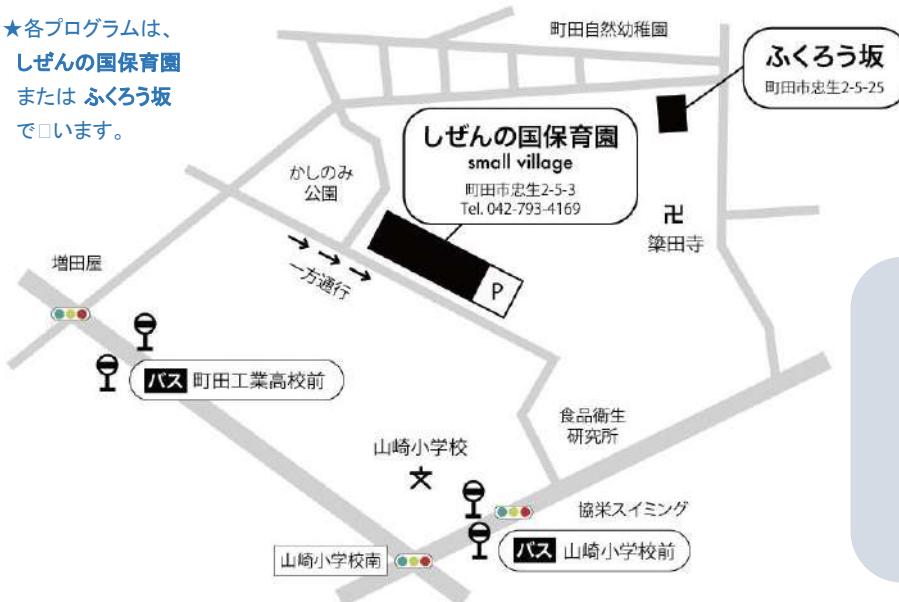 ★各プログラムは、
しぜんの国保育園
または ふくろう坂
で□います。
町田自然幼稚園
ふくろう坂
町田市忠生2-5-25
しぜんの国保育園
small village
町田市忠生2-5-3
Tel. 042-793-4169
かしのみ
公園
卍
簗田寺
増田屋
一方通行
P
バス 町田工業高校前
食品衛生
研究所
山崎小学校
文
協栄スイミング
バス 山崎小学校前
山崎小学校南